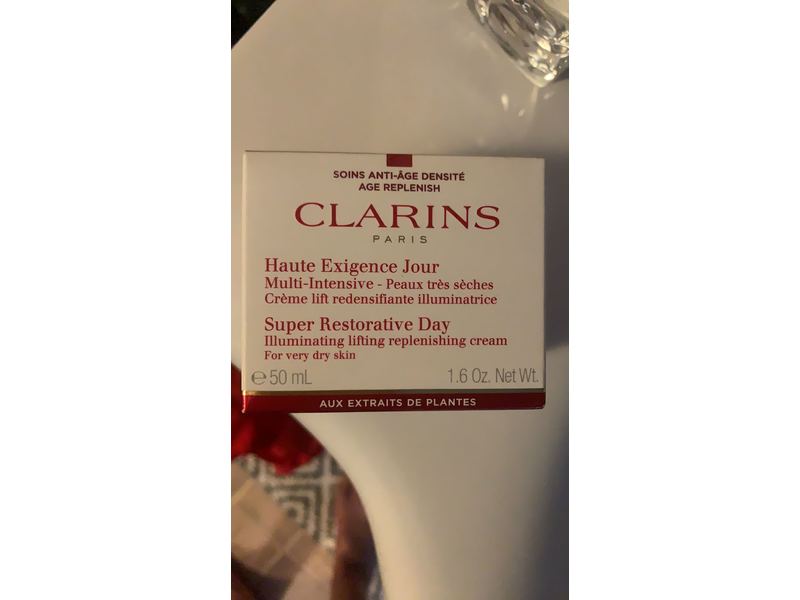 SOINS ANTI-ÂGE DENSITÉ
AGE REPLENISH
CLARINS
PARIS
Haute Exigence Jour
Multi-Intensive - Peaux très sèches
Crème lift redensifiante illuminatrice
Super Restorative Day
Illuminating lifting replenishing cream
For very dry skin
℮ 50 mL 1.6 Oz. Net Wt.
AUX EXTRAITS DE PLANTES